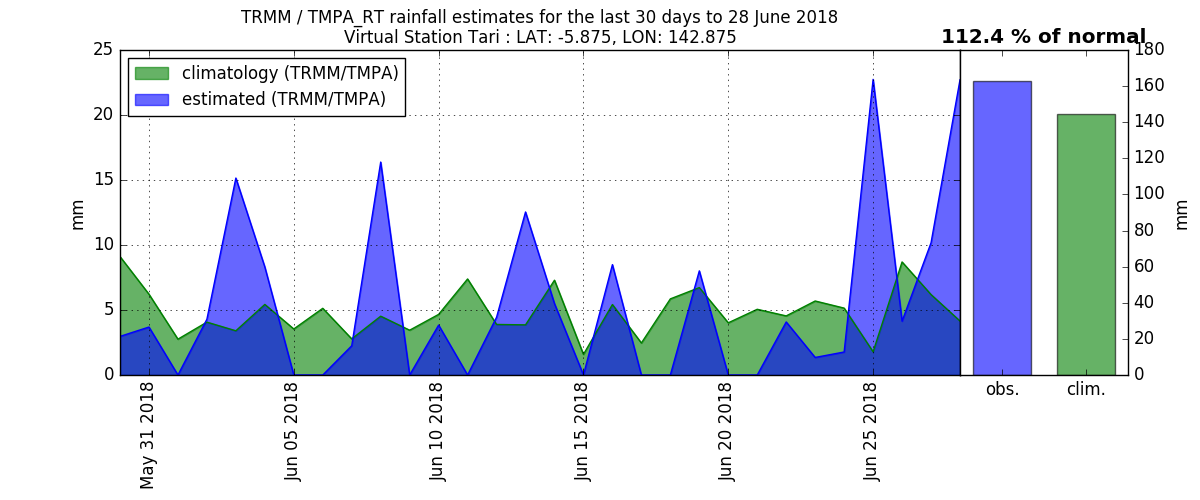 TRMM / TMPA_RT rainfall estimates for the last 30 days to 28 June 2018
Virtual Station Tari : LAT: -5.875, LON: 142.875
112.4 % of normal
climatology (TRMM/TMPA)
estimated (TRMM/TMPA)
mm
25
20
15
10
5
0
May 31 2018
Jun 05 2018
Jun 10 2018
Jun 15 2018
Jun 20 2018
Jun 25 2018
obs.
clim.
180
160
140
120
100
80
60
40
20
0
mm